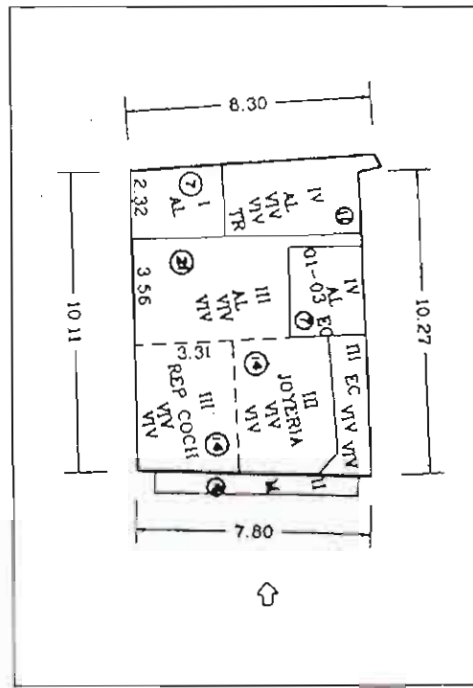 8.30
2.32
7
I
AL
IV
AL
VIV
VIV
TR
10.11
3.56
III
AL
VIV
VIV
IV
AL
01-03 EC
7
10.27
3.31
III
REP COCH
VIV
VIV
III
JOYERIA
VIV
VIV
III EC VIV VIV
II
7.80